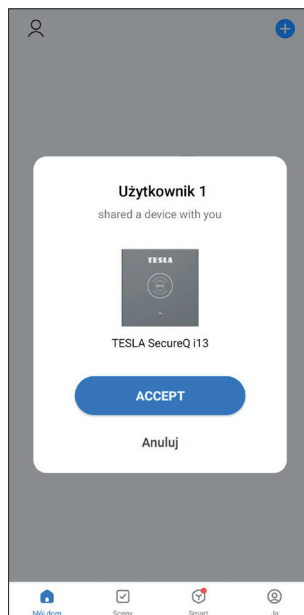 Użytkownik 1
shared a device with you
TESLA
TESLA SecureQ i13
ACCEPT
Anuluj
Mój dom
Sceny
Smart
Ja